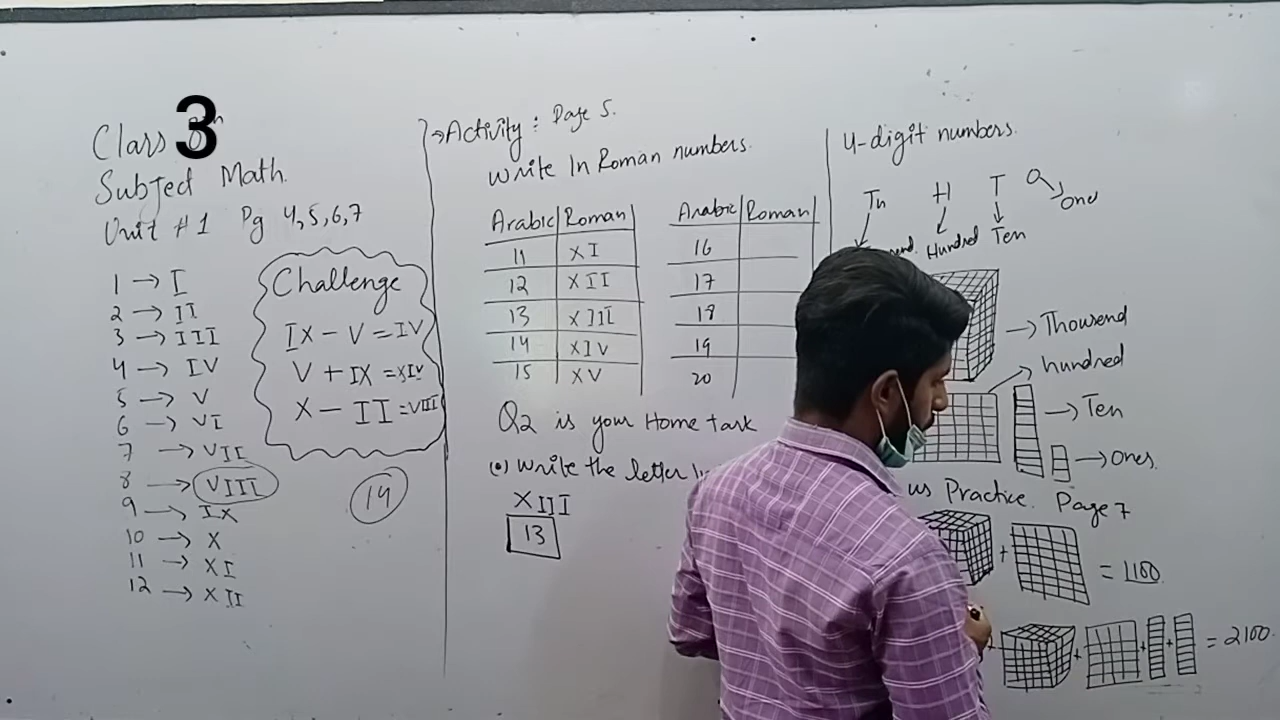 Class 3
Subject Math.
Unit #1 Pg 4,5,6,7
1 → I
2 → II
3 → III
4 → IV
5 → V
6 → VI
7 → VII
8 → VIII
9 → IX
10 → X
11 → XI
12 → XII
Challenge
IX - V = IV
V + IX = XIV
X - II = VIII
14
→ Activity : Page 5.
Write In Roman numbers.
Arabic Roman
11 XI
12 XII
13 XIII
14 XIV
15 XV
Arabic Roman
16
17
18
19
20
Q2 is your Home task
(•) Write the letter
XIII
13
4-digit numbers.
Th H T O
Hundred Ten One
→ Thousend
hundred
→ Ten
→ Ones.
us Practice. Page 7
+ = 1100
+ + + = 2100